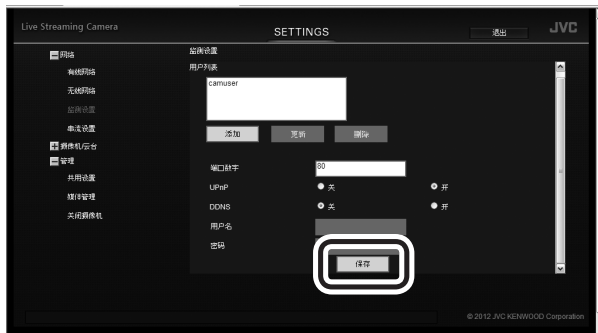 Live Streaming Camera
SETTINGS
退出
JVC
网络
有线网络
无线网络
监测设置
串流设置
摄像机/云台
管理
共用设置
媒体管理
关闭摄像机
监测设置
用户列表
camuser
添加
更新
删除
端口数字
80
UPnP
关
开
DDNS
关
开
用户名
密码
保存
© 2012 JVC KENWOOD Corporation